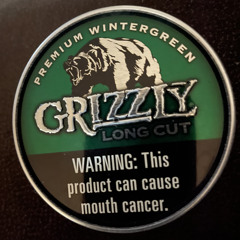 PREMIUM WINTERGREEN
GRIZZLY
LONG CUT
WARNING: This
product can cause
mouth cancer.